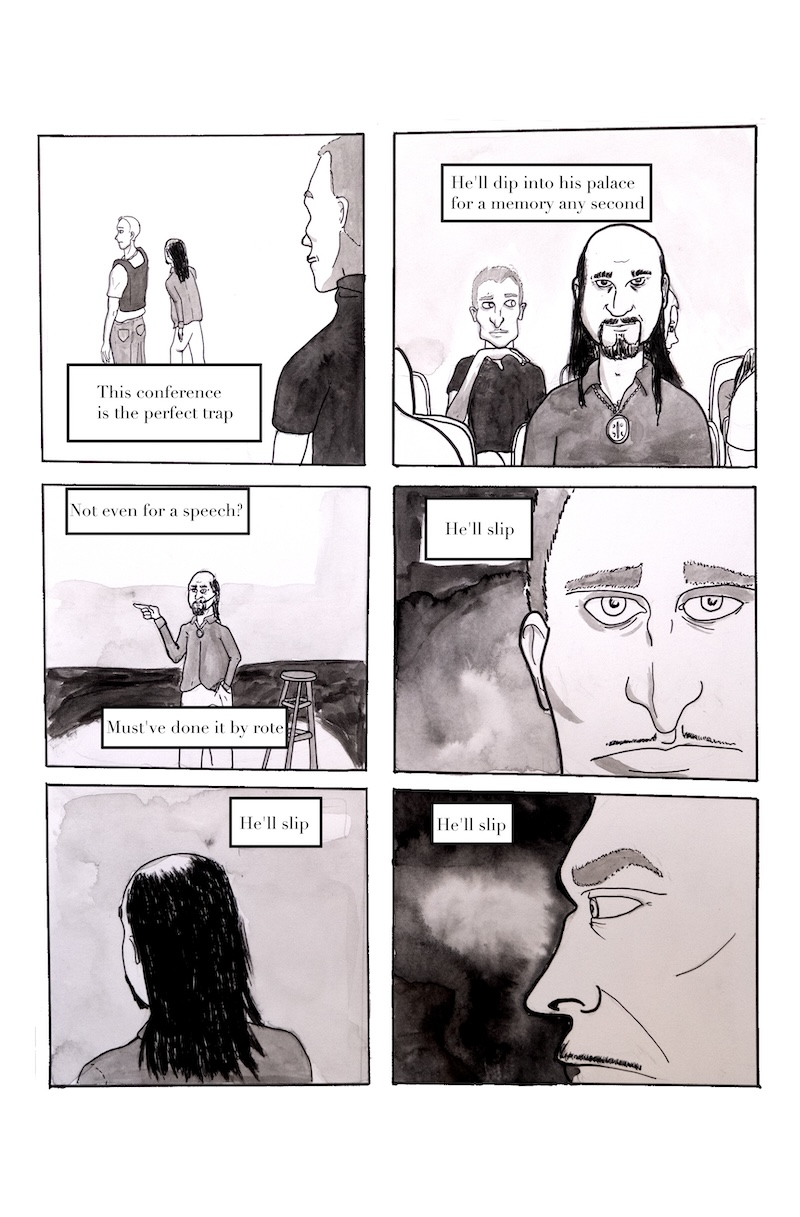 This conference
is the perfect trap
He'll dip into his palace
for a memory any second
Not even for a speech?
Must've done it by rote
He'll slip
He'll slip
He'll slip